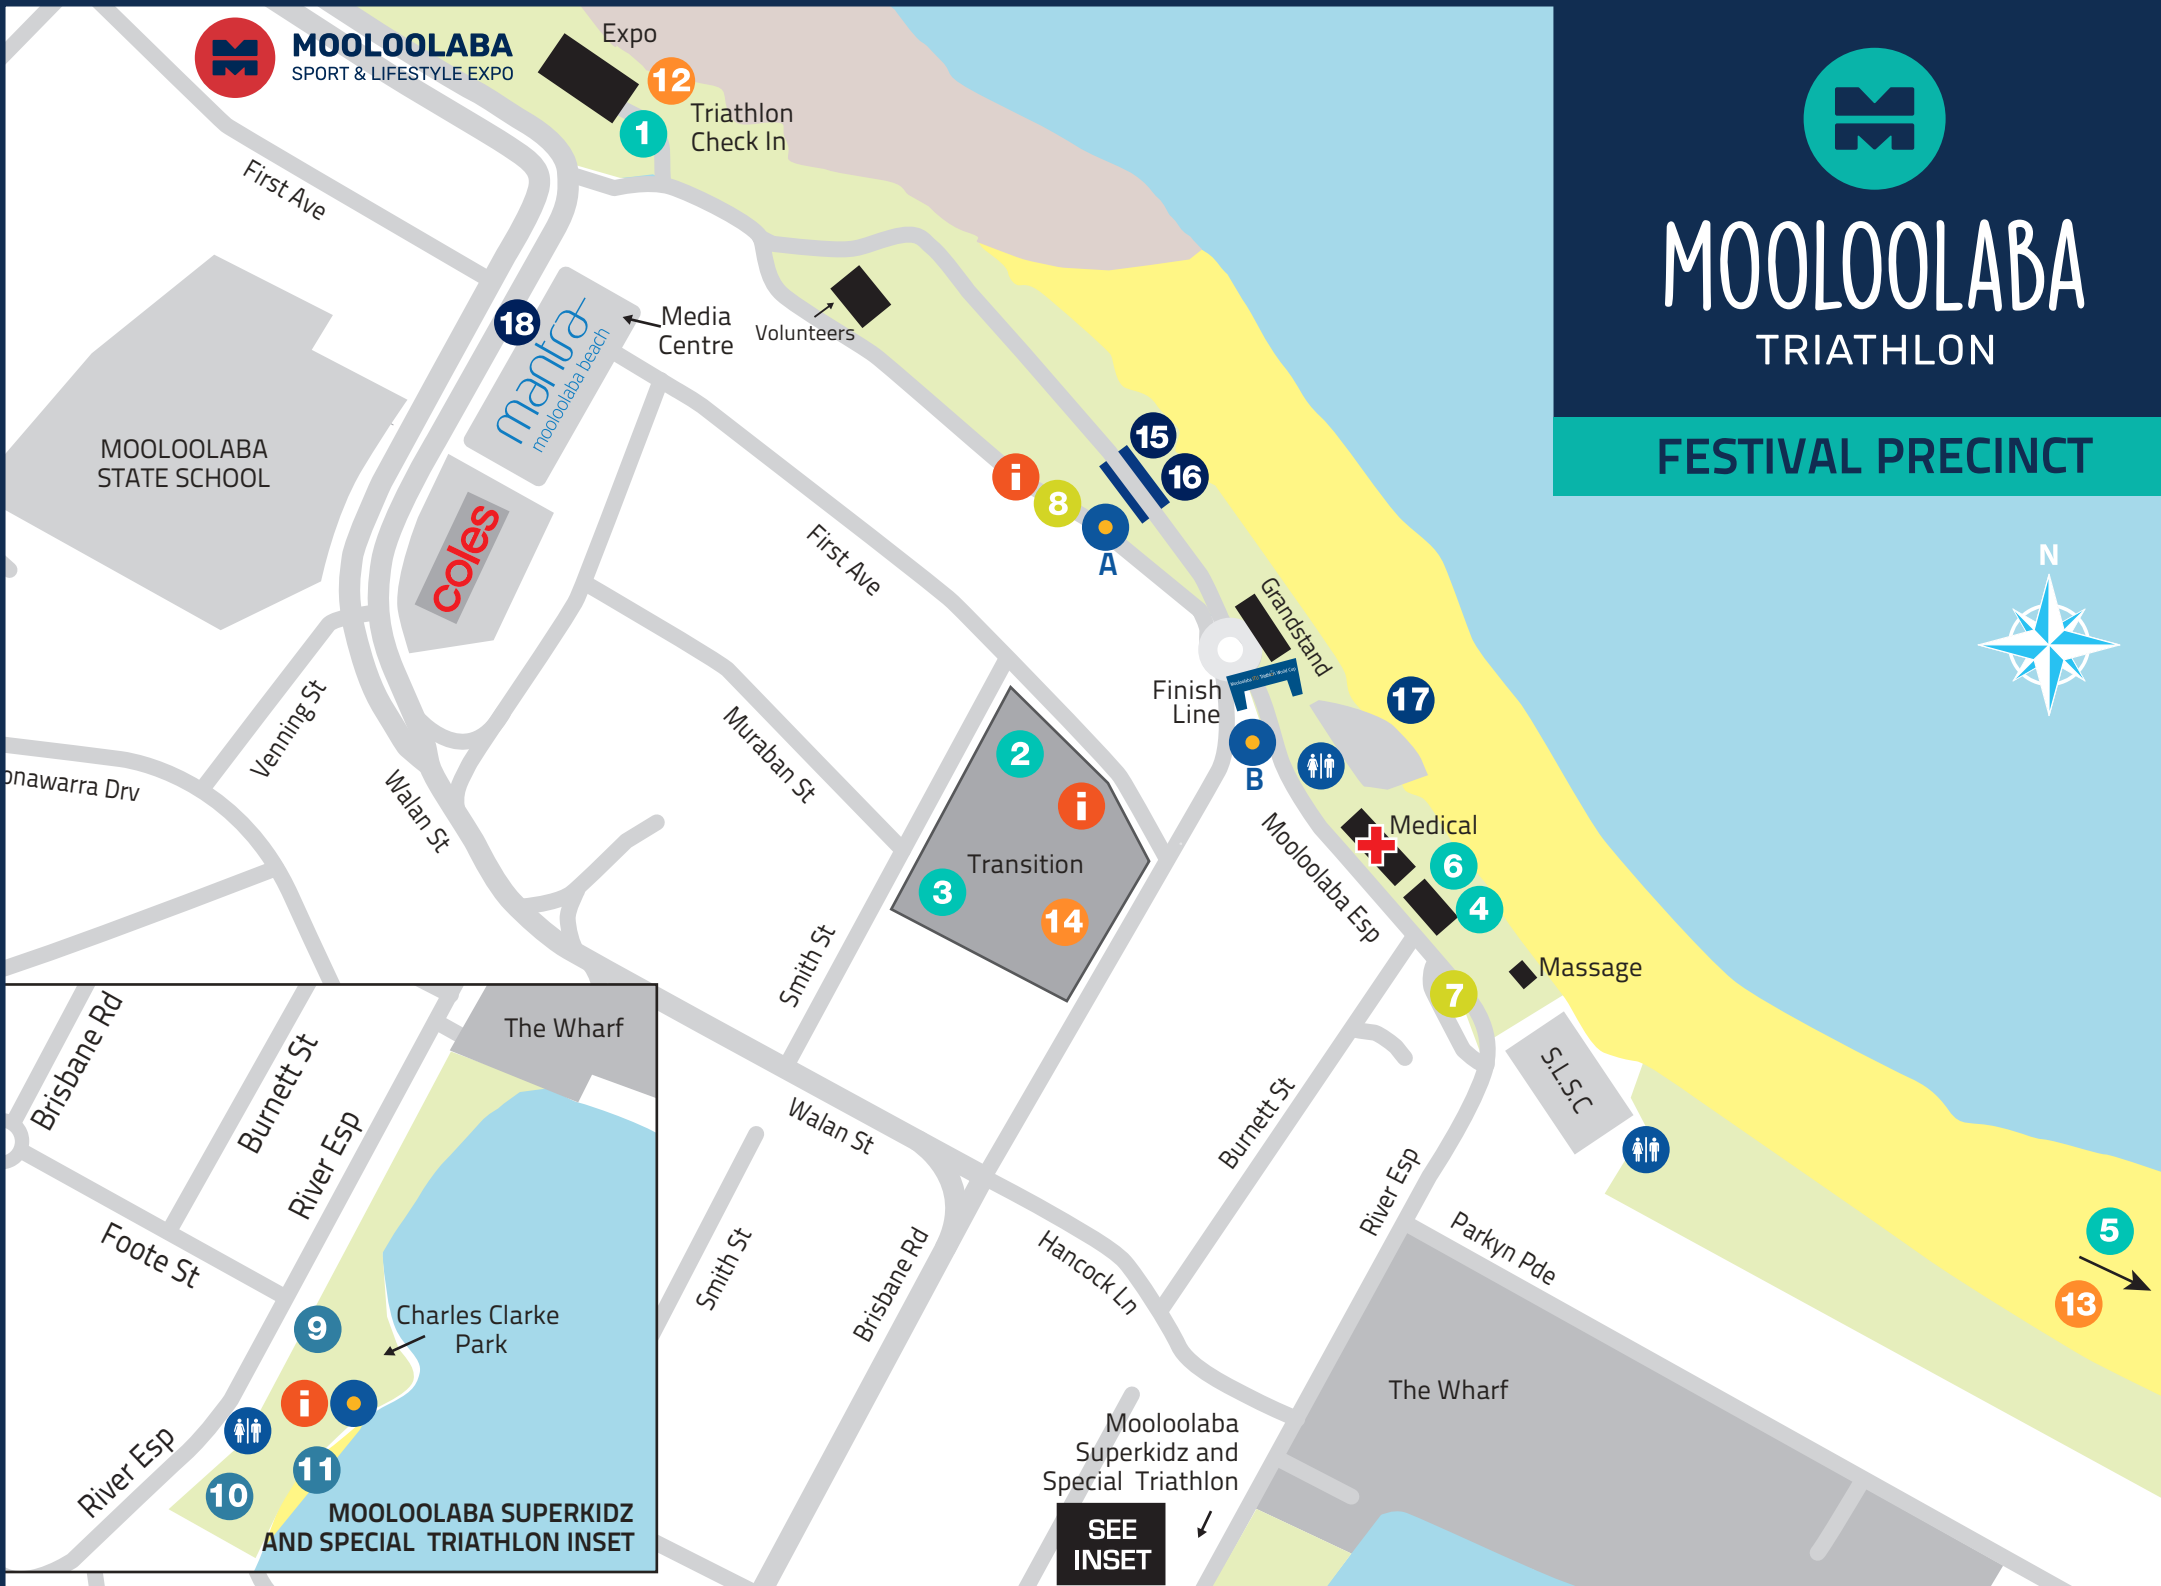 MOOLOOLABA
SPORT & LIFESTYLE EXPO
Expo
12
1
Triathlon
Check In
MOOLOOLABA
TRIATHLON
FESTIVAL PRECINCT
N
First Ave
18
mantra
mooloolaba beach
Media
Centre
Volunteers
MOOLOOLABA
STATE SCHOOL
coles
15
16
i
8
A
First Ave
Grandstand
Finish
Line
B
17
Venning St
Walan St
onawarra Drv
Muraban St
2
i
Transition
3
14
Smith St
Mooloolaba Esp
Medical
6
4
Massage
7
S.L.S.C
Burnett St
River Esp
Walan St
Smith St
Brisbane Rd
Hancock Ln
Parkyn Pde
5
13
The Wharf
Mooloolaba
Superkidz and
Special Triathlon
SEE
INSET
Brisbane Rd
Burnett St
River Esp
The Wharf
Foote St
9
Charles Clarke
Park
i
11
10
River Esp
MOOLOOLABA SUPERKIDZ
AND SPECIAL TRIATHLON INSET